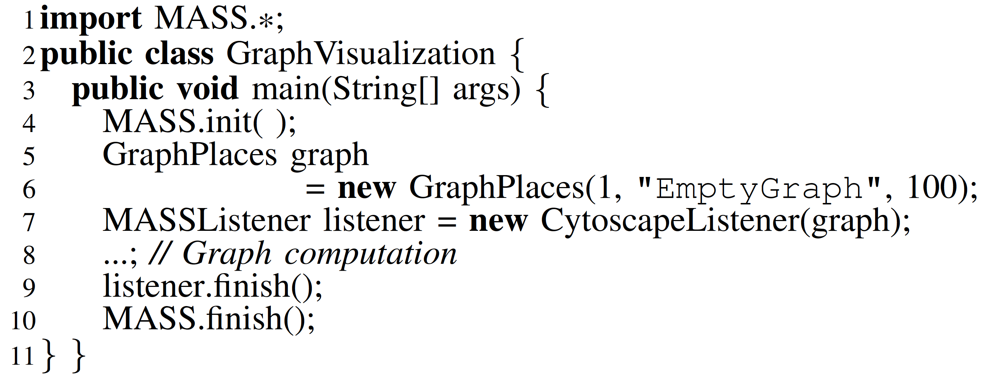 1 import MASS.*;
2 public class GraphVisualization {
3 public void main(String[] args) {
4 MASS.init( );
5 GraphPlaces graph
6 = new GraphPlaces(1, "EmptyGraph", 100);
7 MASSListener listener = new CytoscapeListener(graph);
8 ...; // Graph computation
9 listener.finish();
10 MASS.finish();
11 } }